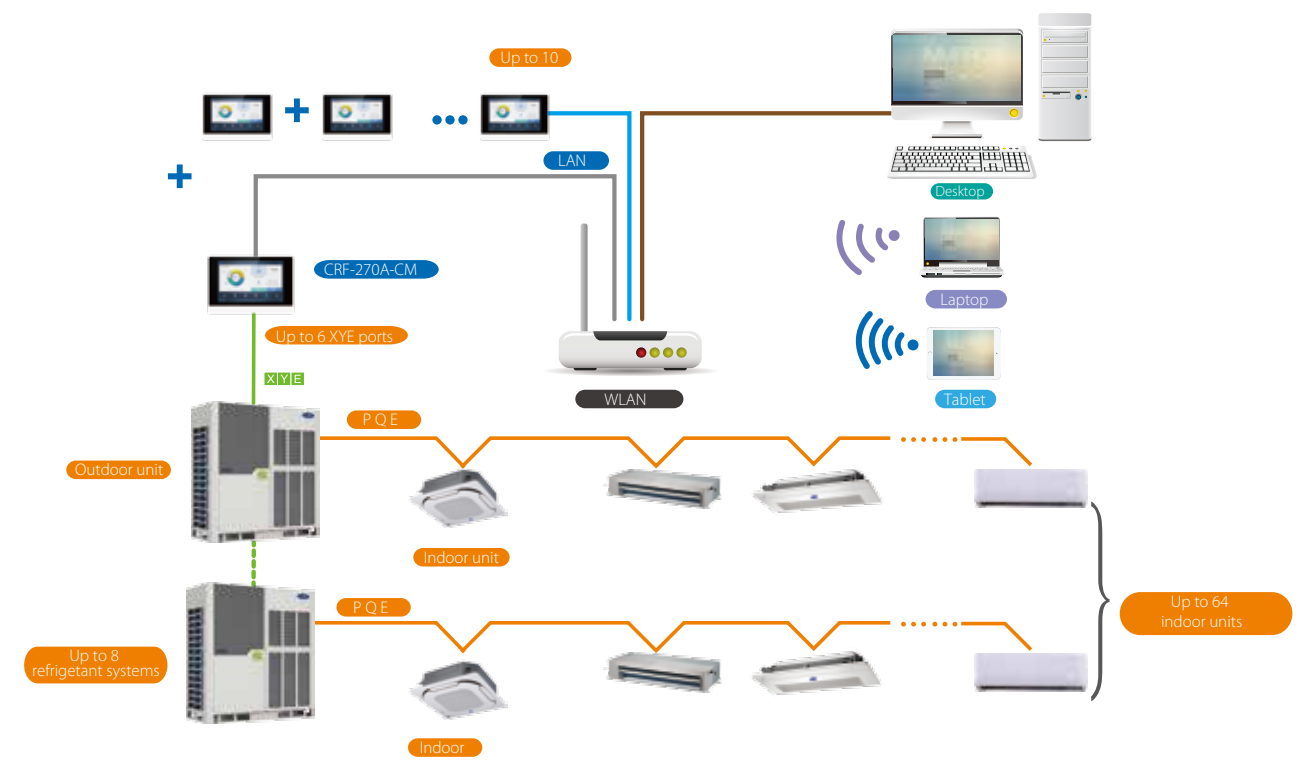 Up to 10
LAN
Desktop
CRF-270A-CM
Laptop
Up to 6 XYE ports
X Y E
WLAN
Tablet
P Q E
Outdoor unit
Indoor unit
P Q E
Up to 64
indoor units
Up to 8
refrigetant systems
Indoor